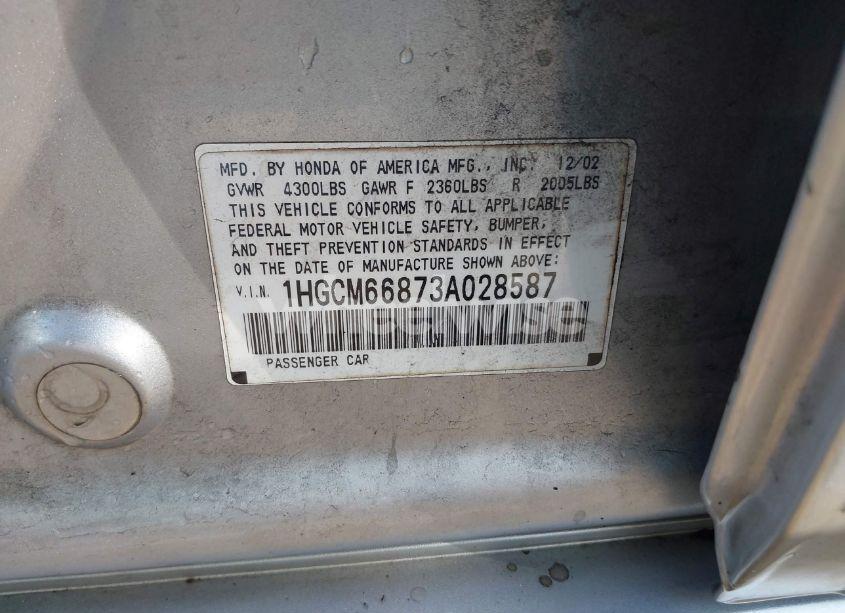 MFD. BY HONDA OF AMERICA MFG., INC. 12/02
GVWR 4300LBS GAWR F 2360LBS R 2005LBS
THIS VEHICLE CONFORMS TO ALL APPLICABLE
FEDERAL MOTOR VEHICLE SAFETY, BUMPER,
AND THEFT PREVENTION STANDARDS IN EFFECT
ON THE DATE OF MANUFACTURE SHOWN ABOVE:
V.I.N. 1HGCM66873A028587
PASSENGER CAR